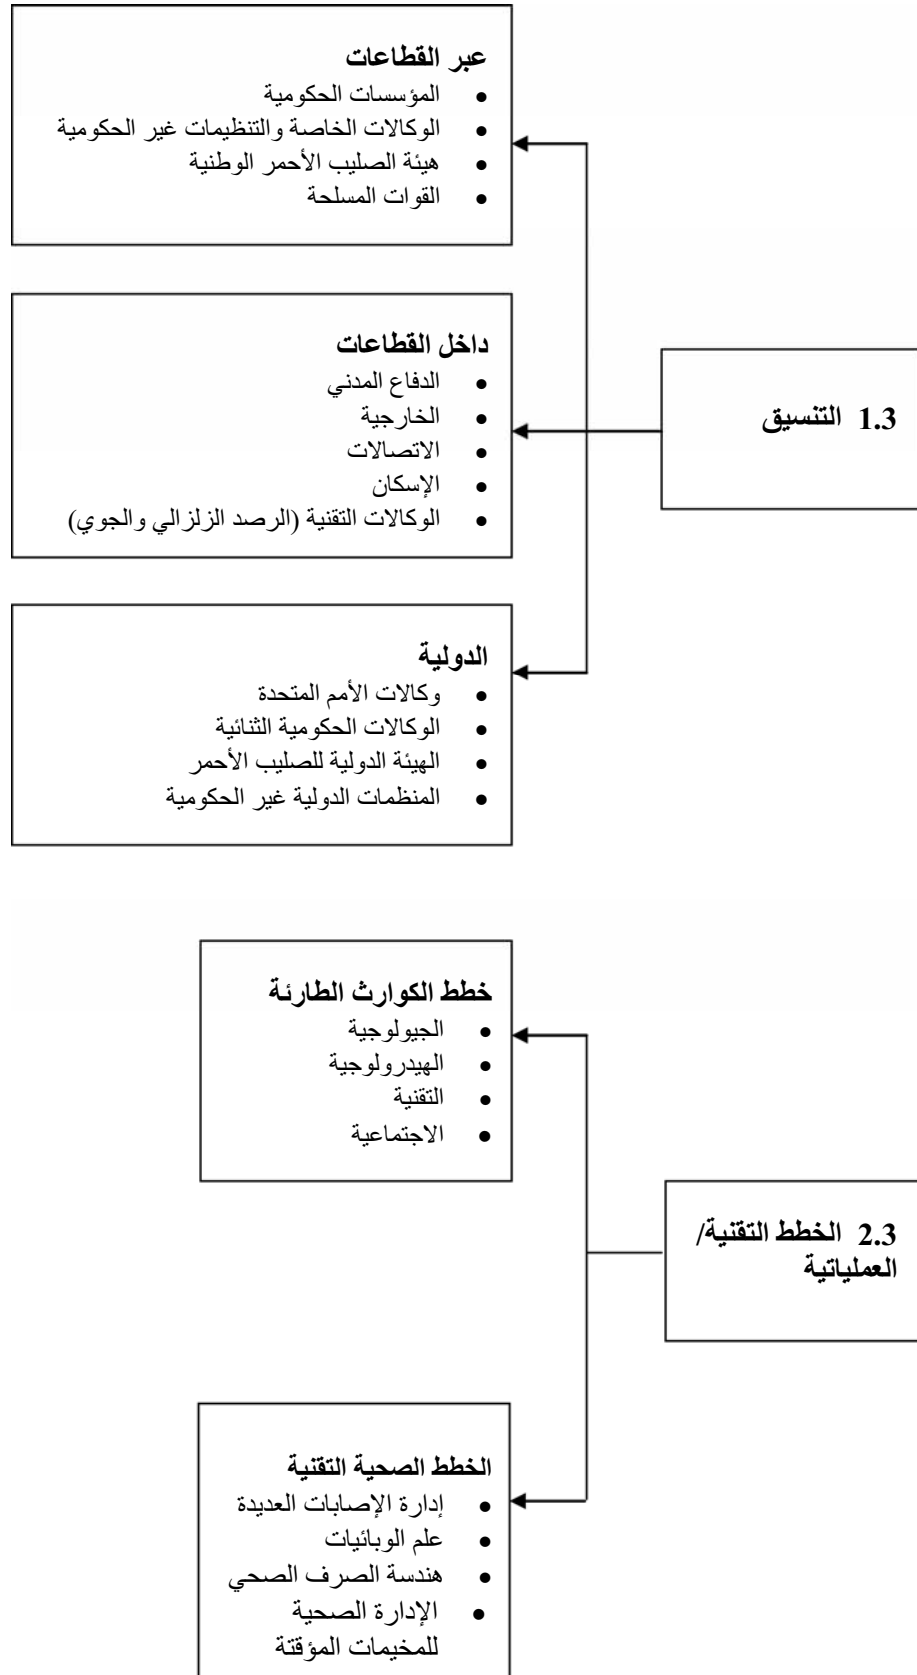 عبر القطاعات
• المؤسسات الحكومية
• الوكالات الخاصة والتنظيمات غير الحكومية
• هيئة الصليب الأحمر الوطنية
• القوات المسلحة
1.3 التنسيق
داخل القطاعات
• الدفاع المدني
• الخارجية
• الاتصالات
• الإسكان
• الوكالات التقنية (الرصد الزلزالي والجوي)
الدولية
• وكالات الأمم المتحدة
• الوكالات الحكومية الثنائية
• الهيئة الدولية للصليب الأحمر
• المنظمات الدولية غير الحكومية
2.3 الخطط التقنية/
العملياتية
خطط الكوارث الطارئة
• الجيولوجية
• الهيدرولوجية
• التقنية
• الاجتماعية
الخطط الصحية التقنية
• إدارة الإصابات العديدة
• علم الوبائيات
• هندسة الصرف الصحي
• الإدارة الصحية
للمخيمات المؤقتة